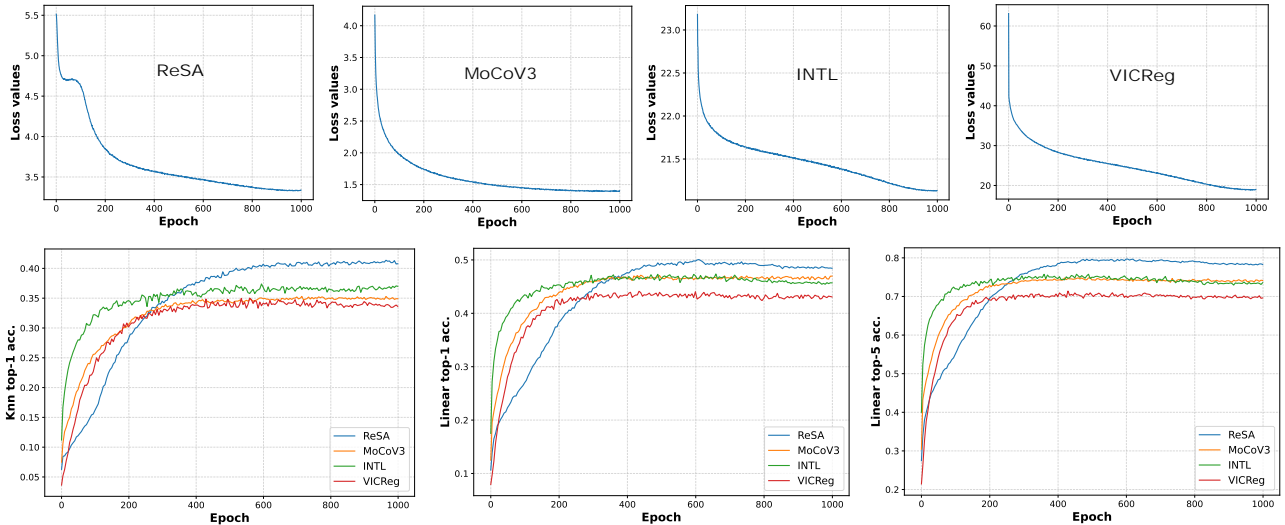 5.5
5.0
4.5
4.0
3.5
Loss values
ReSA
0
200
400
600
800
1000
Epoch
4.0
3.5
3.0
2.5
2.0
1.5
Loss values
MoCoV3
0
200
400
600
800
1000
Epoch
23.0
22.5
22.0
21.5
Loss values
INTL
0
200
400
600
800
1000
Epoch
60
50
40
30
20
Loss values
VICReg
0
200
400
600
800
1000
Epoch
0.40
0.35
0.30
0.25
0.20
0.15
0.10
0.05
Knn top-1 acc.
ReSA
MoCoV3
INTL
VICReg
0
200
400
600
800
1000
Epoch
0.5
0.4
0.3
0.2
0.1
Linear top-1 acc.
ReSA
MoCoV3
INTL
VICReg
0
200
400
600
800
1000
Epoch
0.8
0.7
0.6
0.5
0.4
0.3
0.2
Linear top-5 acc.
ReSA
MoCoV3
INTL
VICReg
0
200
400
600
800
1000
Epoch